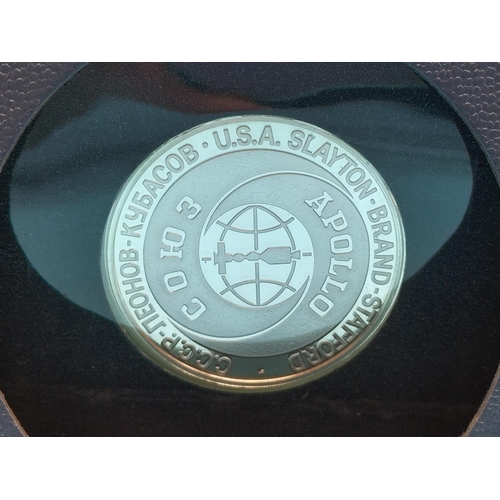 С.С.С.Р.-ЛЕОНОВ-КУБАСОВ · U.S.A. SLAYTON-BRAND-STAFFORD
СОЮЗ
APOLLO